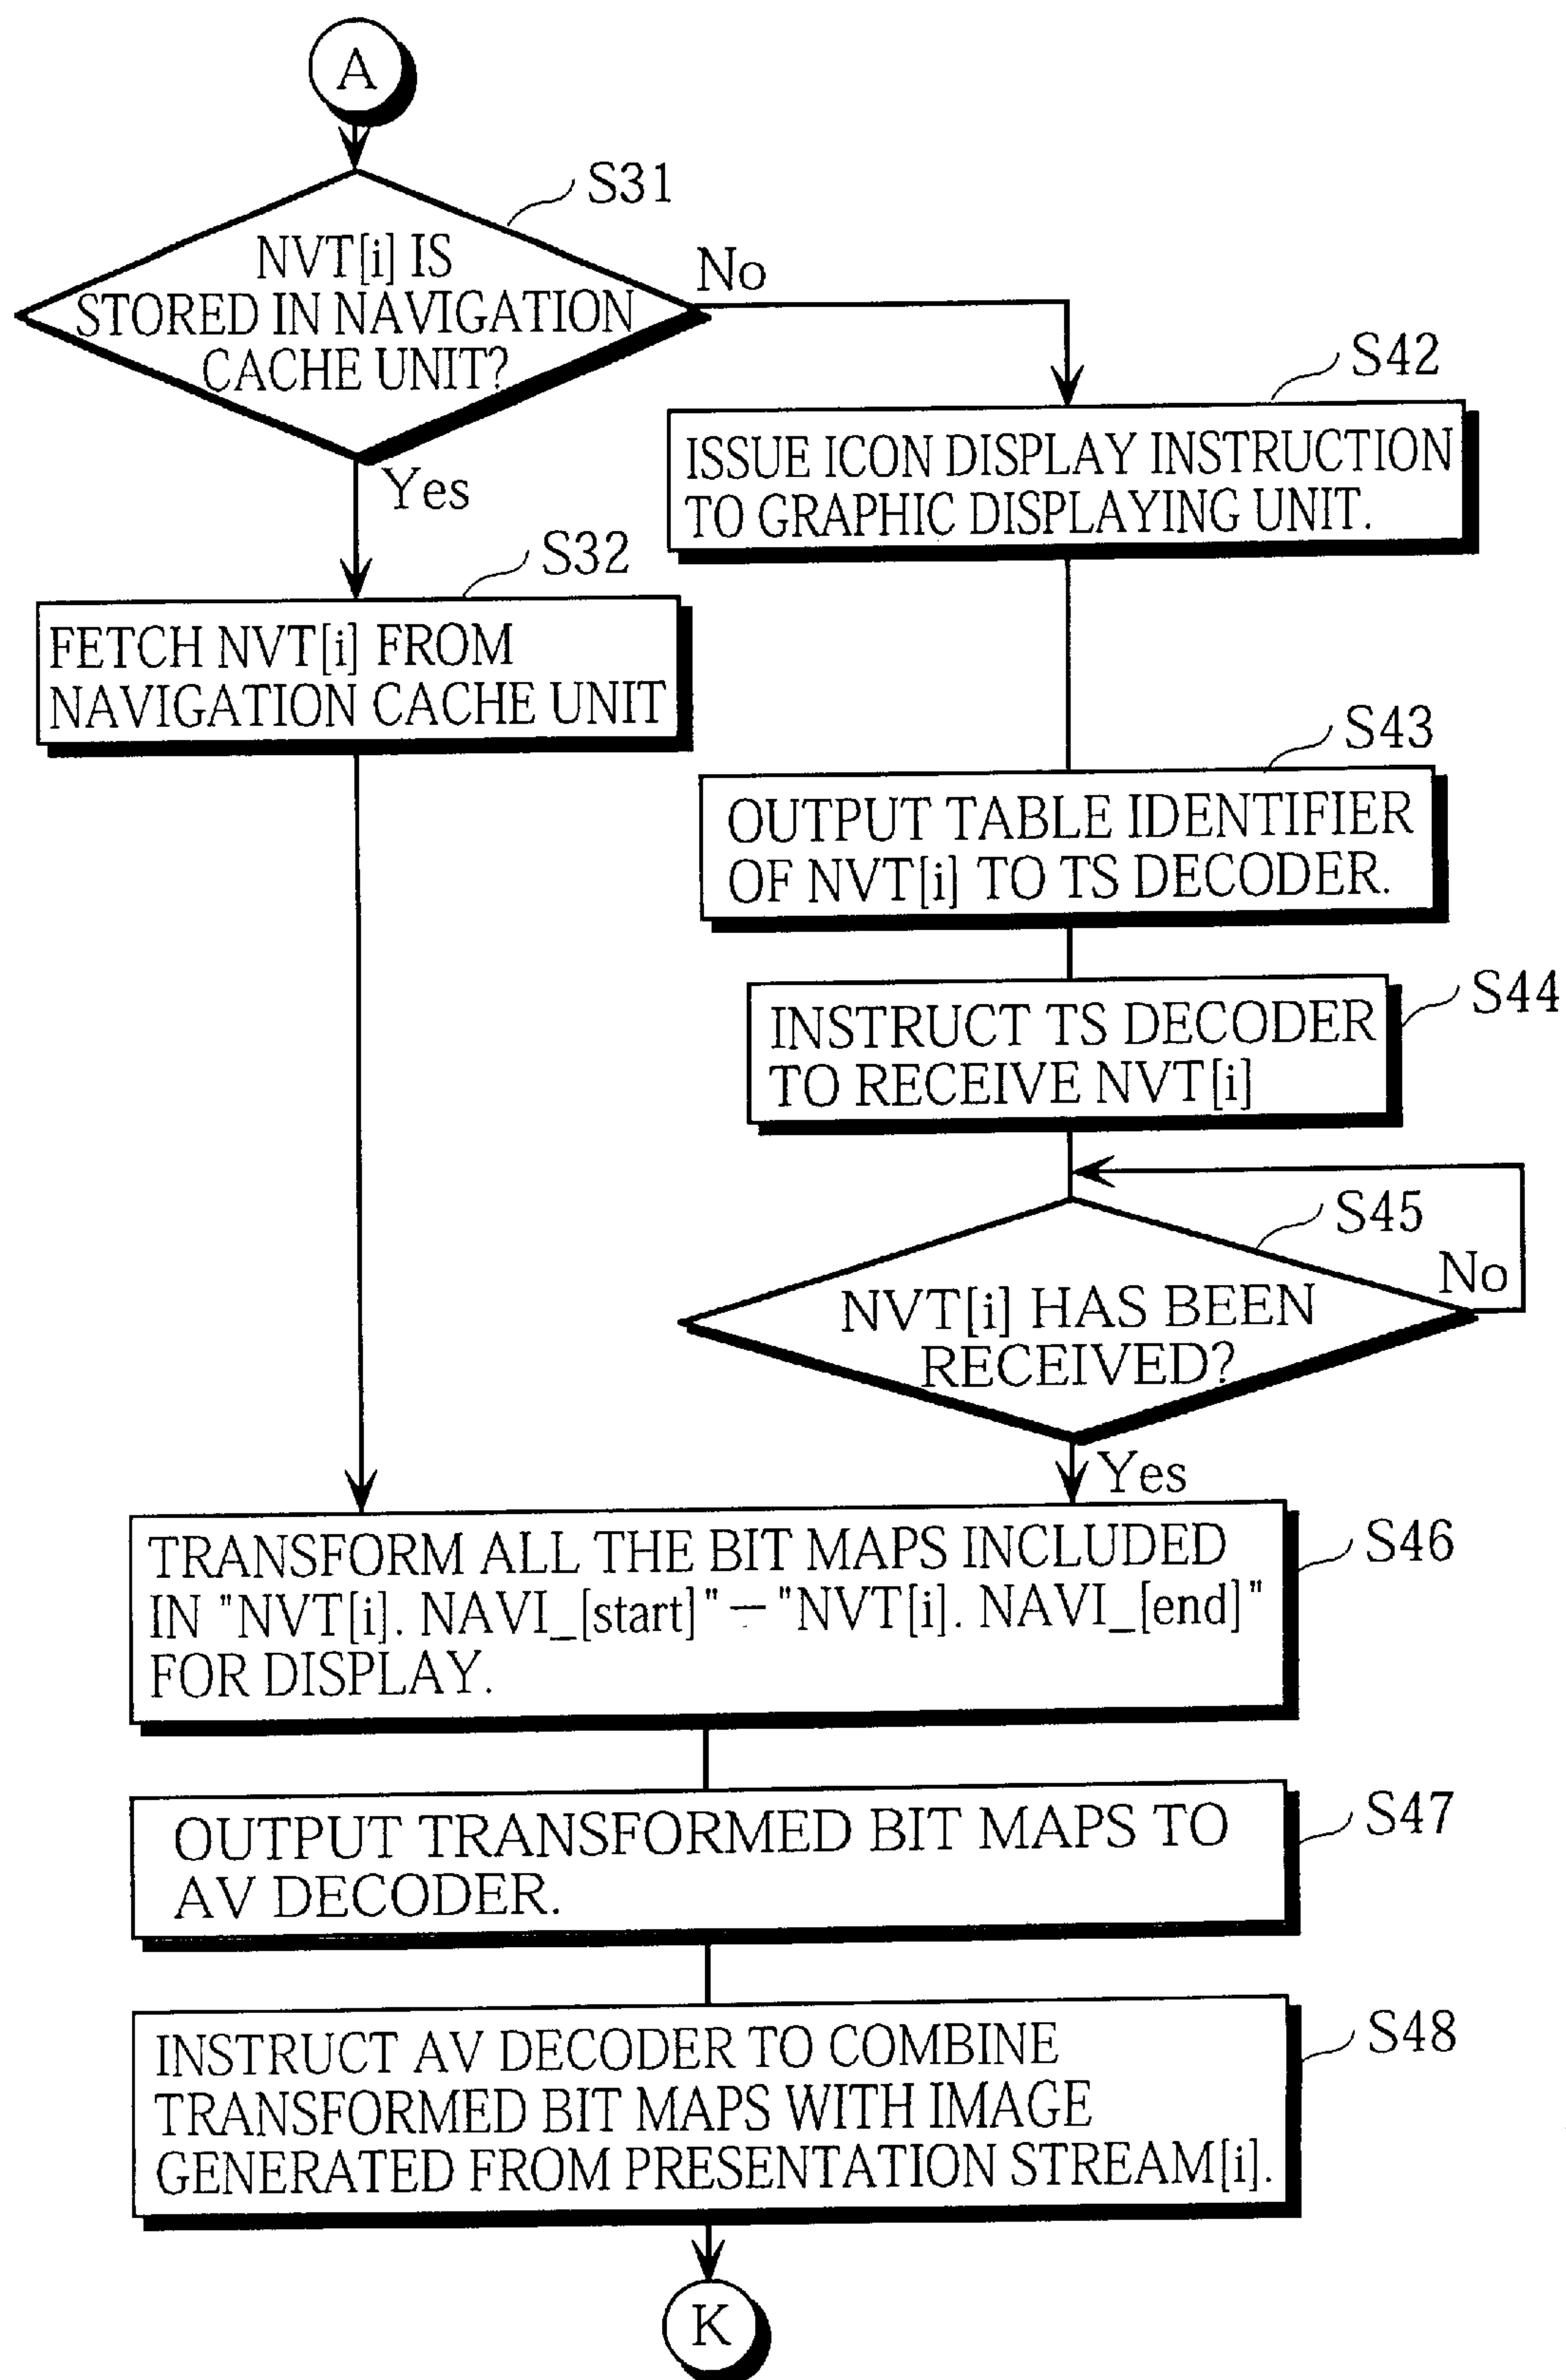 A
S31
NVT[i] IS
STORED IN NAVIGATION
CACHE UNIT?
No
Yes
S42
ISSUE ICON DISPLAY INSTRUCTION
TO GRAPHIC DISPLAYING UNIT.
S32
FETCH NVT[i] FROM
NAVIGATION CACHE UNIT
S43
OUTPUT TABLE IDENTIFIER
OF NVT[i] TO TS DECODER.
S44
INSTRUCT TS DECODER
TO RECEIVE NVT[i]
S45
No
NVT[i] HAS BEEN
RECEIVED?
Yes
S46
TRANSFORM ALL THE BIT MAPS INCLUDED
IN "NVT[i]. NAVI_[start]" – "NVT[i]. NAVI_[end]"
FOR DISPLAY.
S47
OUTPUT TRANSFORMED BIT MAPS TO
AV DECODER.
S48
INSTRUCT AV DECODER TO COMBINE
TRANSFORMED BIT MAPS WITH IMAGE
GENERATED FROM PRESENTATION STREAM[i].
K